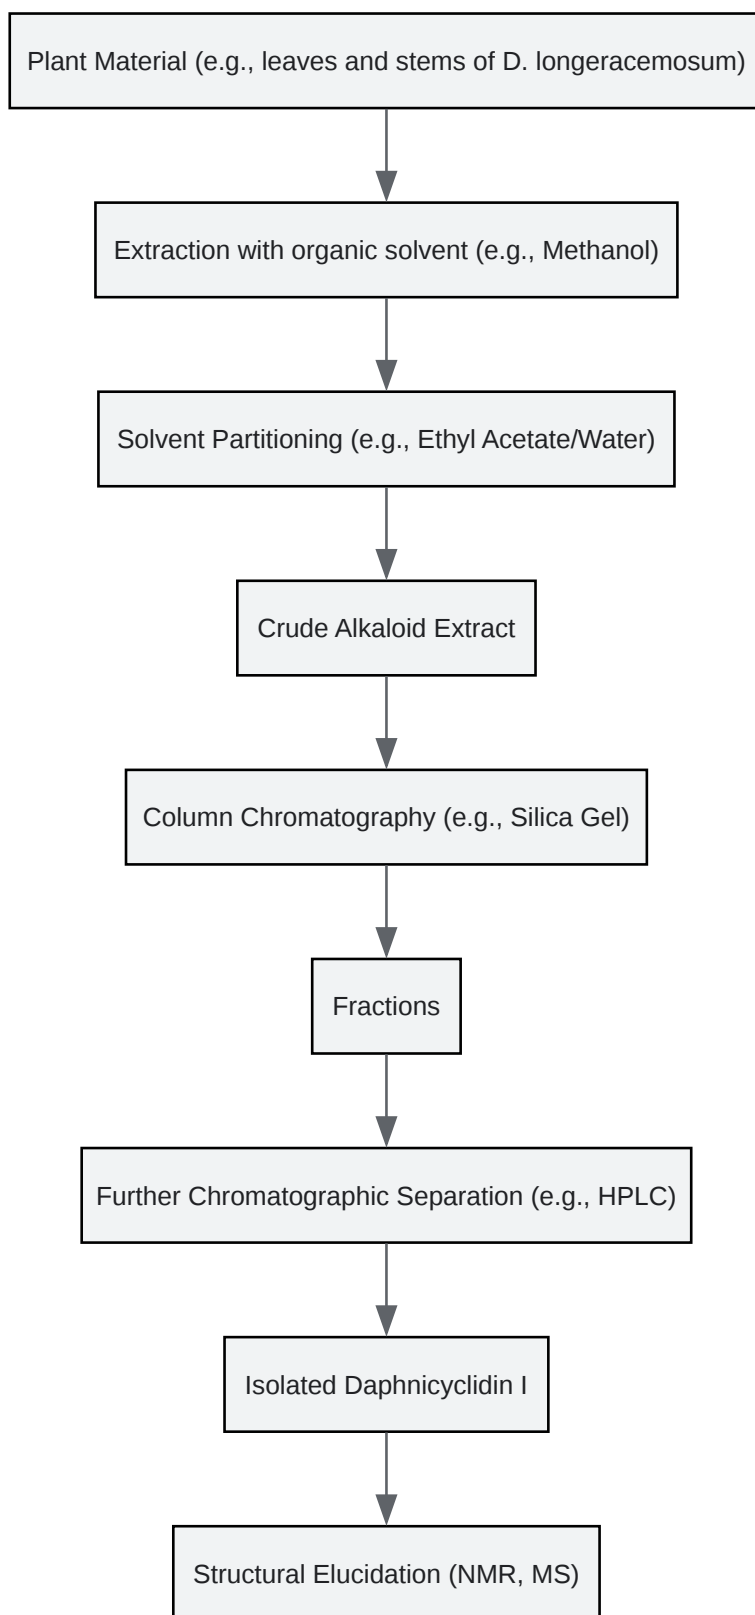 Plant Material (e.g., leaves and stems of D. longeracemosum)
Extraction with organic solvent (e.g., Methanol)
Solvent Partitioning (e.g., Ethyl Acetate/Water)
Crude Alkaloid Extract
Column Chromatography (e.g., Silica Gel)
Fractions
Further Chromatographic Separation (e.g., HPLC)
Isolated Daphnicyclidin I
Structural Elucidation (NMR, MS)